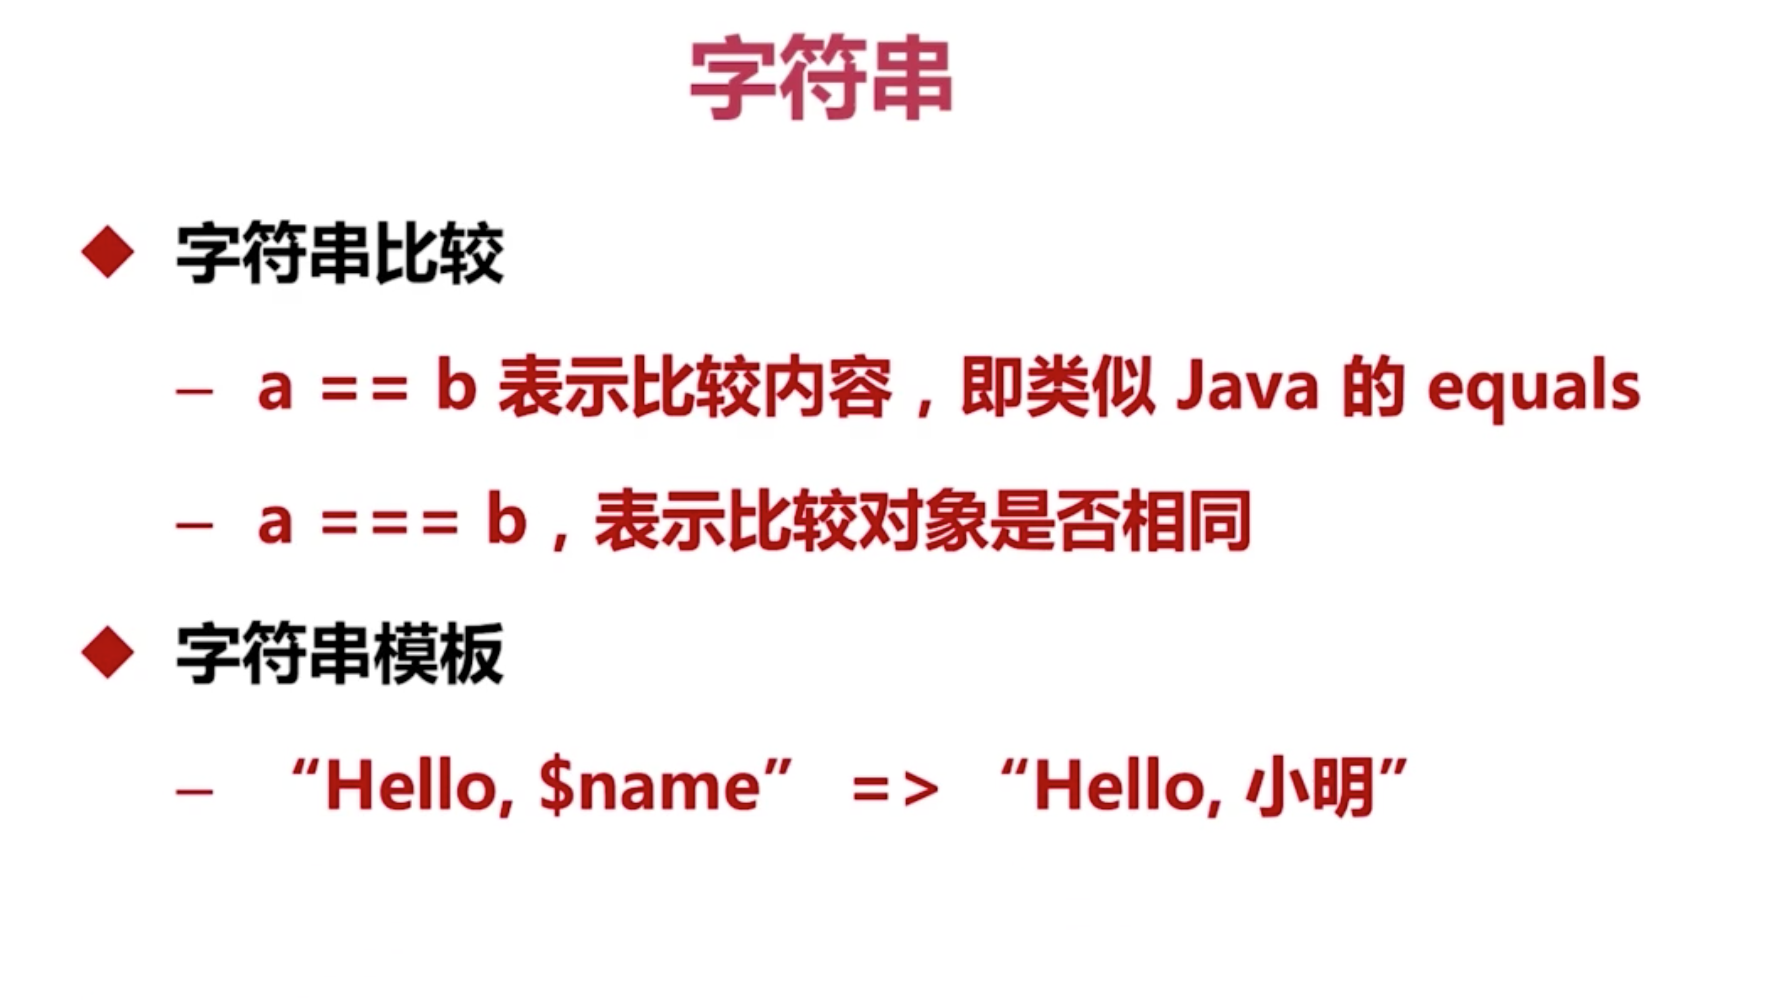 字符串
字符串比较
– a == b 表示比较内容，即类似 Java 的 equals
– a === b，表示比较对象是否相同
字符串模板
– “Hello, $name” => “Hello, 小明”